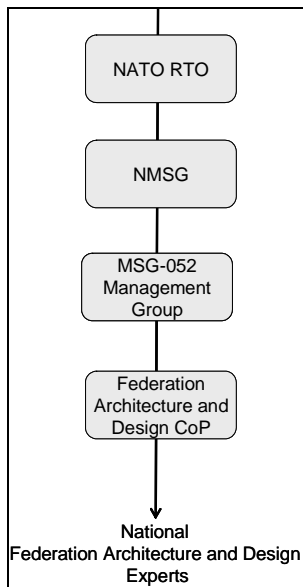 NATO RTO
NMSG
MSG-052
Management
Group
Federation
Architecture and
Design CoP
National
Federation Architecture and Design
Experts